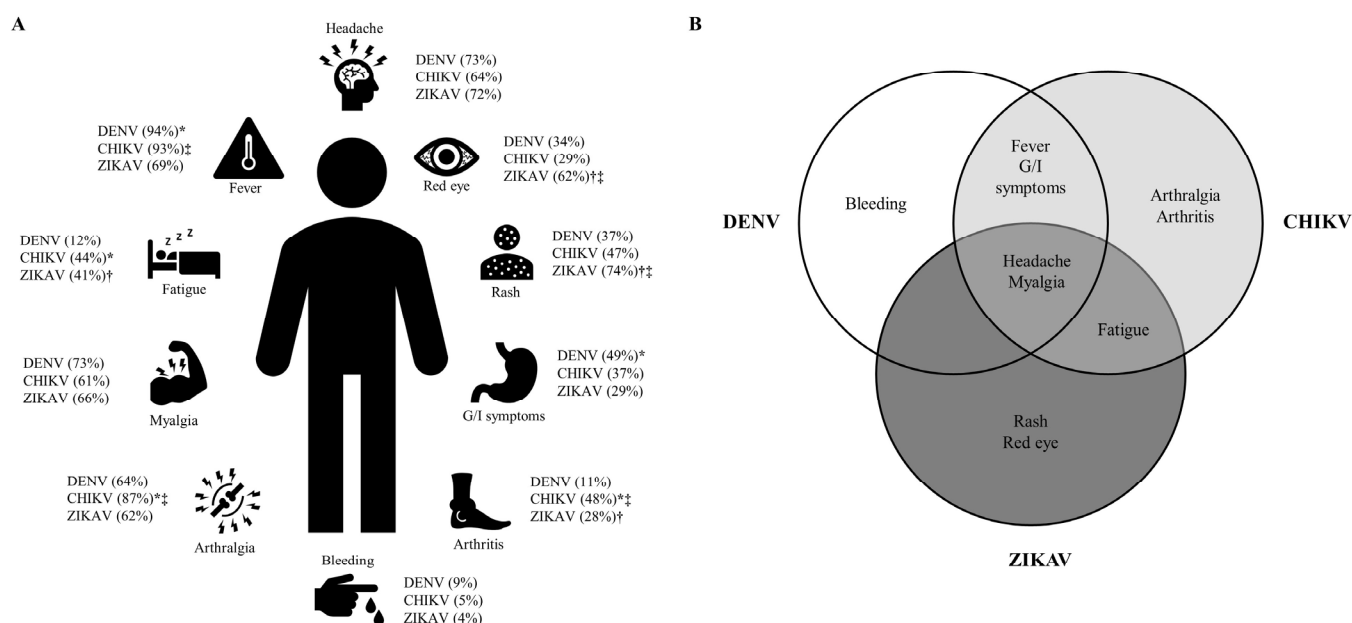 A
Headache
DENV (73%)
CHIKV (64%)
ZIKAV (72%)
DENV (94%)*
CHIKV (93%)‡
ZIKAV (69%)
Fever
DENV (34%)
CHIKV (29%)
ZIKAV (62%)†‡
Red eye
DENV (12%)
CHIKV (44%)*
ZIKAV (41%)†
z z z
Fatigue
DENV (37%)
CHIKV (47%)
ZIKAV (74%)†‡
Rash
DENV (73%)
CHIKV (61%)
ZIKAV (66%)
Myalgia
DENV (49%)*
CHIKV (37%)
ZIKAV (29%)
G/I symptoms
DENV (64%)
CHIKV (87%)*‡
ZIKAV (62%)
Arthralgia
DENV (11%)
CHIKV (48%)*‡
ZIKAV (28%)†
Arthritis
Bleeding
DENV (9%)
CHIKV (5%)
ZIKAV (4%)
B
DENV
Bleeding
Fever
G/I
symptoms
Arthralgia
Arthritis
CHIKV
Headache
Myalgia
Fatigue
Rash
Red eye
ZIKAV